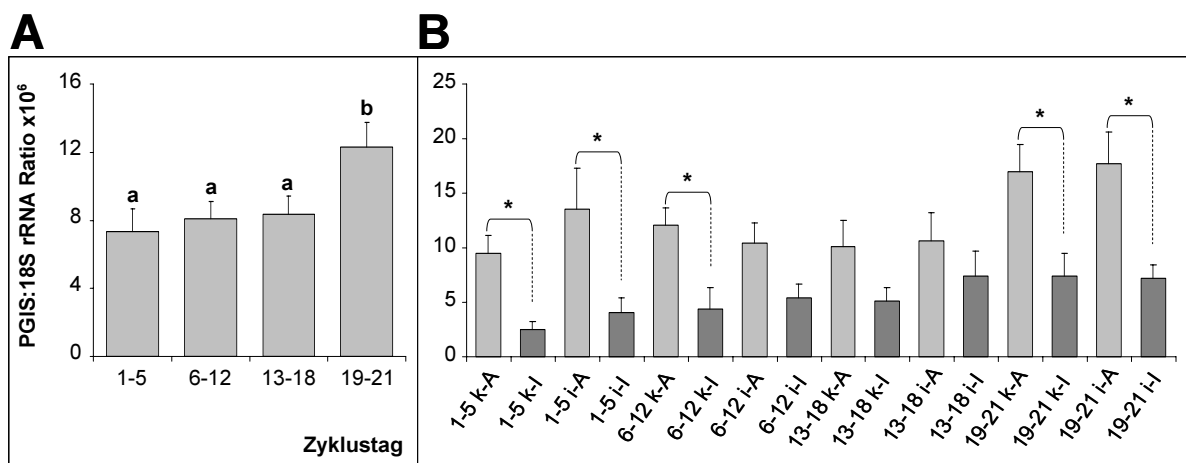 A
PGIS:18S rRNA Ratio x10⁶
16
12
8
4
0
a
a
a
b
1-5
6-12
13-18
19-21
Zyklustag
B
25
20
15
10
5
0
*
*
*
*
*
1-5 k-A
1-5 k-I
1-5 i-A
1-5 i-I
6-12 k-A
6-12 k-I
6-12 i-A
6-12 i-I
13-18 k-A
13-18 k-I
13-18 i-A
13-18 i-I
19-21 k-A
19-21 k-I
19-21 i-A
19-21 i-I